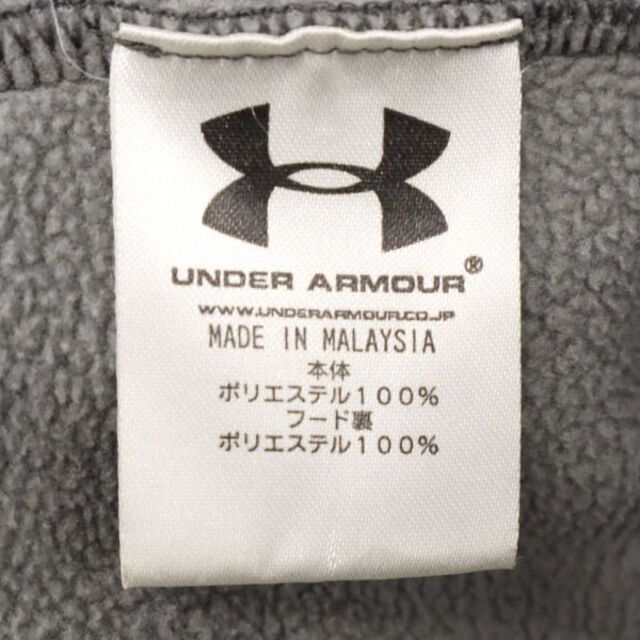 UNDER ARMOUR®
WWW.UNDERARMOUR.CO.JP
MADE IN MALAYSIA
本体
ポリエステル100%
フード裏
ポリエステル100%